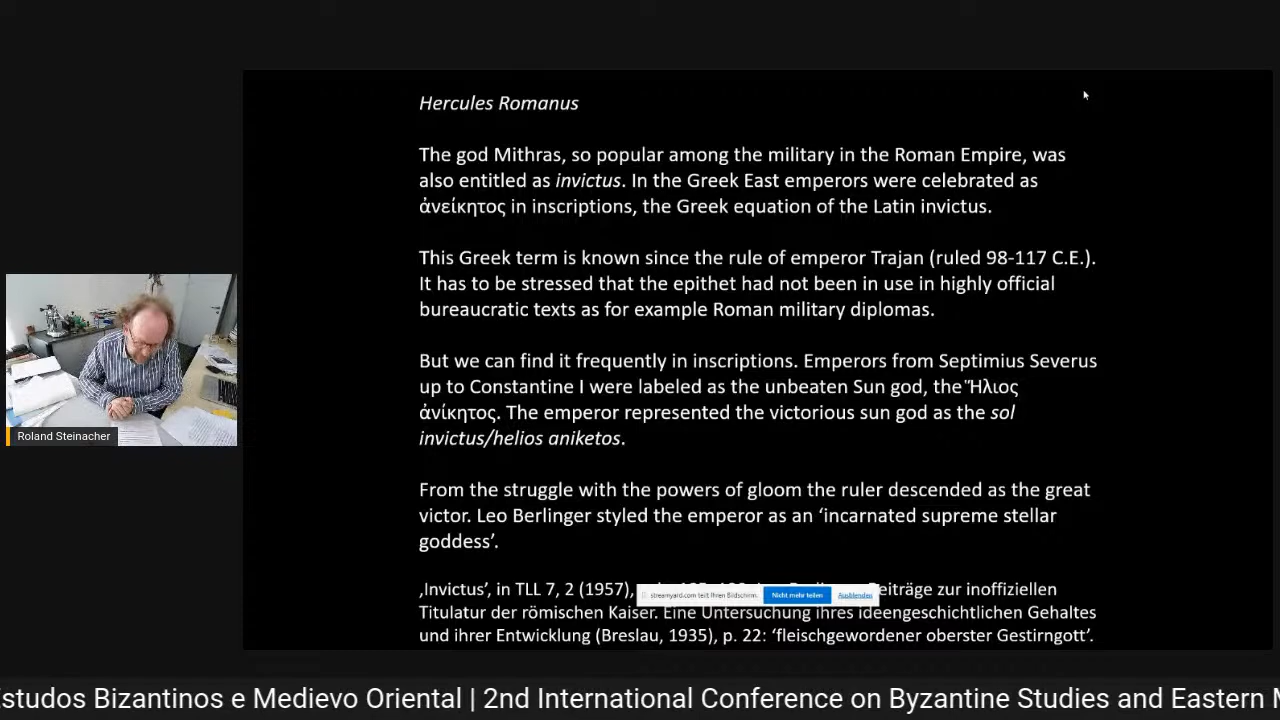 Hercules Romanus
The god Mithras, so popular among the military in the Roman Empire, was
also entitled as invictus. In the Greek East emperors were celebrated as
ἀνείκητος in inscriptions, the Greek equation of the Latin invictus.
This Greek term is known since the rule of emperor Trajan (ruled 98-117 C.E.).
It has to be stressed that the epithet had not been in use in highly official
bureaucratic texts as for example Roman military diplomas.
But we can find it frequently in inscriptions. Emperors from Septimius Severus
up to Constantine I were labeled as the unbeaten Sun god, the Ἥλιος
ἀνίκητος. The emperor represented the victorious sun god as the sol
invictus/helios aniketos.
From the struggle with the powers of gloom the ruler descended as the great
victor. Leo Berlinger styled the emperor as an ‘incarnated supreme stellar
goddess’.
‚Invictus’, in TLL 7, 2 (1957), Beiträge zur inoffiziellen
streamyard.com teilt Ihren Bildschirm. Nicht mehr teilen Ausblenden
Titulatur der römischen Kaiser. Eine Untersuchung ihres ideengeschichtlichen Gehaltes
und ihrer Entwicklung (Breslau, 1935), p. 22: ‘fleischgewordener oberster Gestirngott’.
Roland Steinacher
Estudos Bizantinos e Medievo Oriental | 2nd International Conference on Byzantine Studies and Eastern